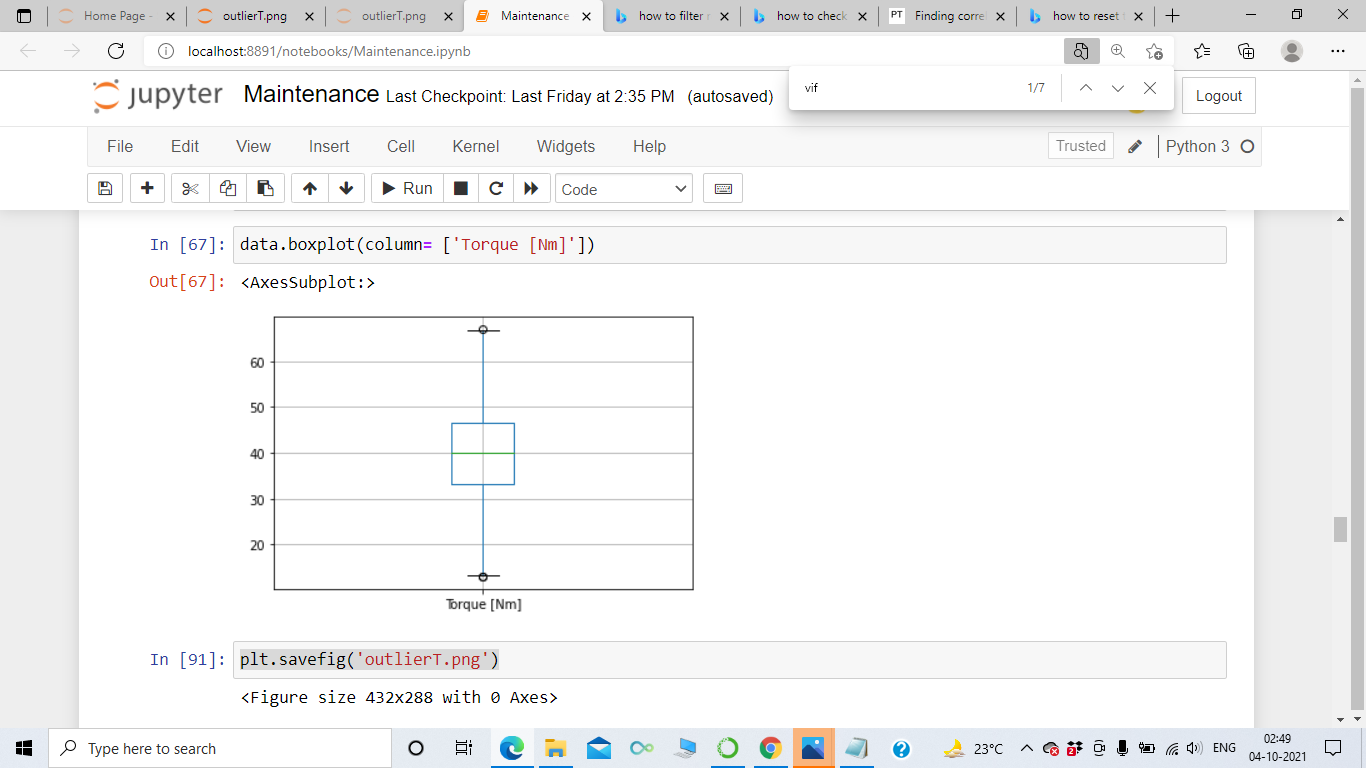 Home Page -
outlierT.png
outlierT.png
Maintenance
how to filter
how to check
PT Finding corre
how to reset
localhost:8891/notebooks/Maintenance.ipynb
vif 1/7
jupyter Maintenance Last Checkpoint: Last Friday at 2:35 PM (autosaved)
Logout
File Edit View Insert Cell Kernel Widgets Help
Trusted Python 3
Run Code
In [67]: data.boxplot(column= ['Torque [Nm]'])
Out[67]: <AxesSubplot:>
60
50
40
30
20
Torque [Nm]
In [91]: plt.savefig('outlierT.png')
<Figure size 432x288 with 0 Axes>
Type here to search
23°C
ENG
02:49
04-10-2021